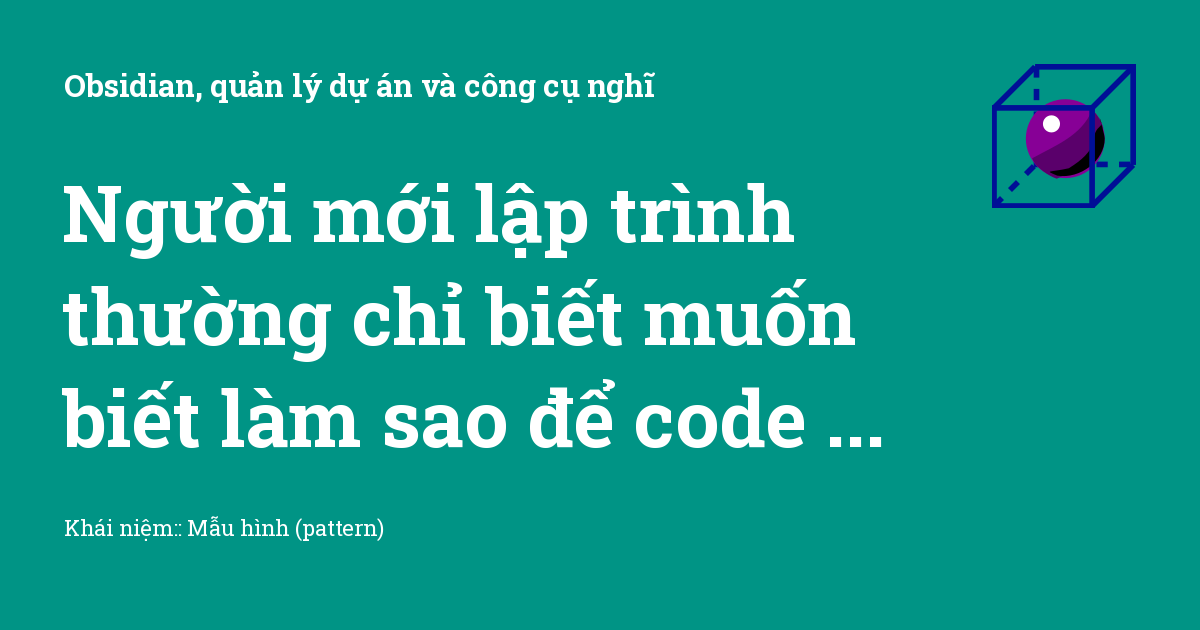 Obsidian, quản lý dự án và công cụ nghĩ
Người mới lập trình
thường chỉ biết muốn
biết làm sao để code ...
Khái niệm:: Mẫu hình (pattern)